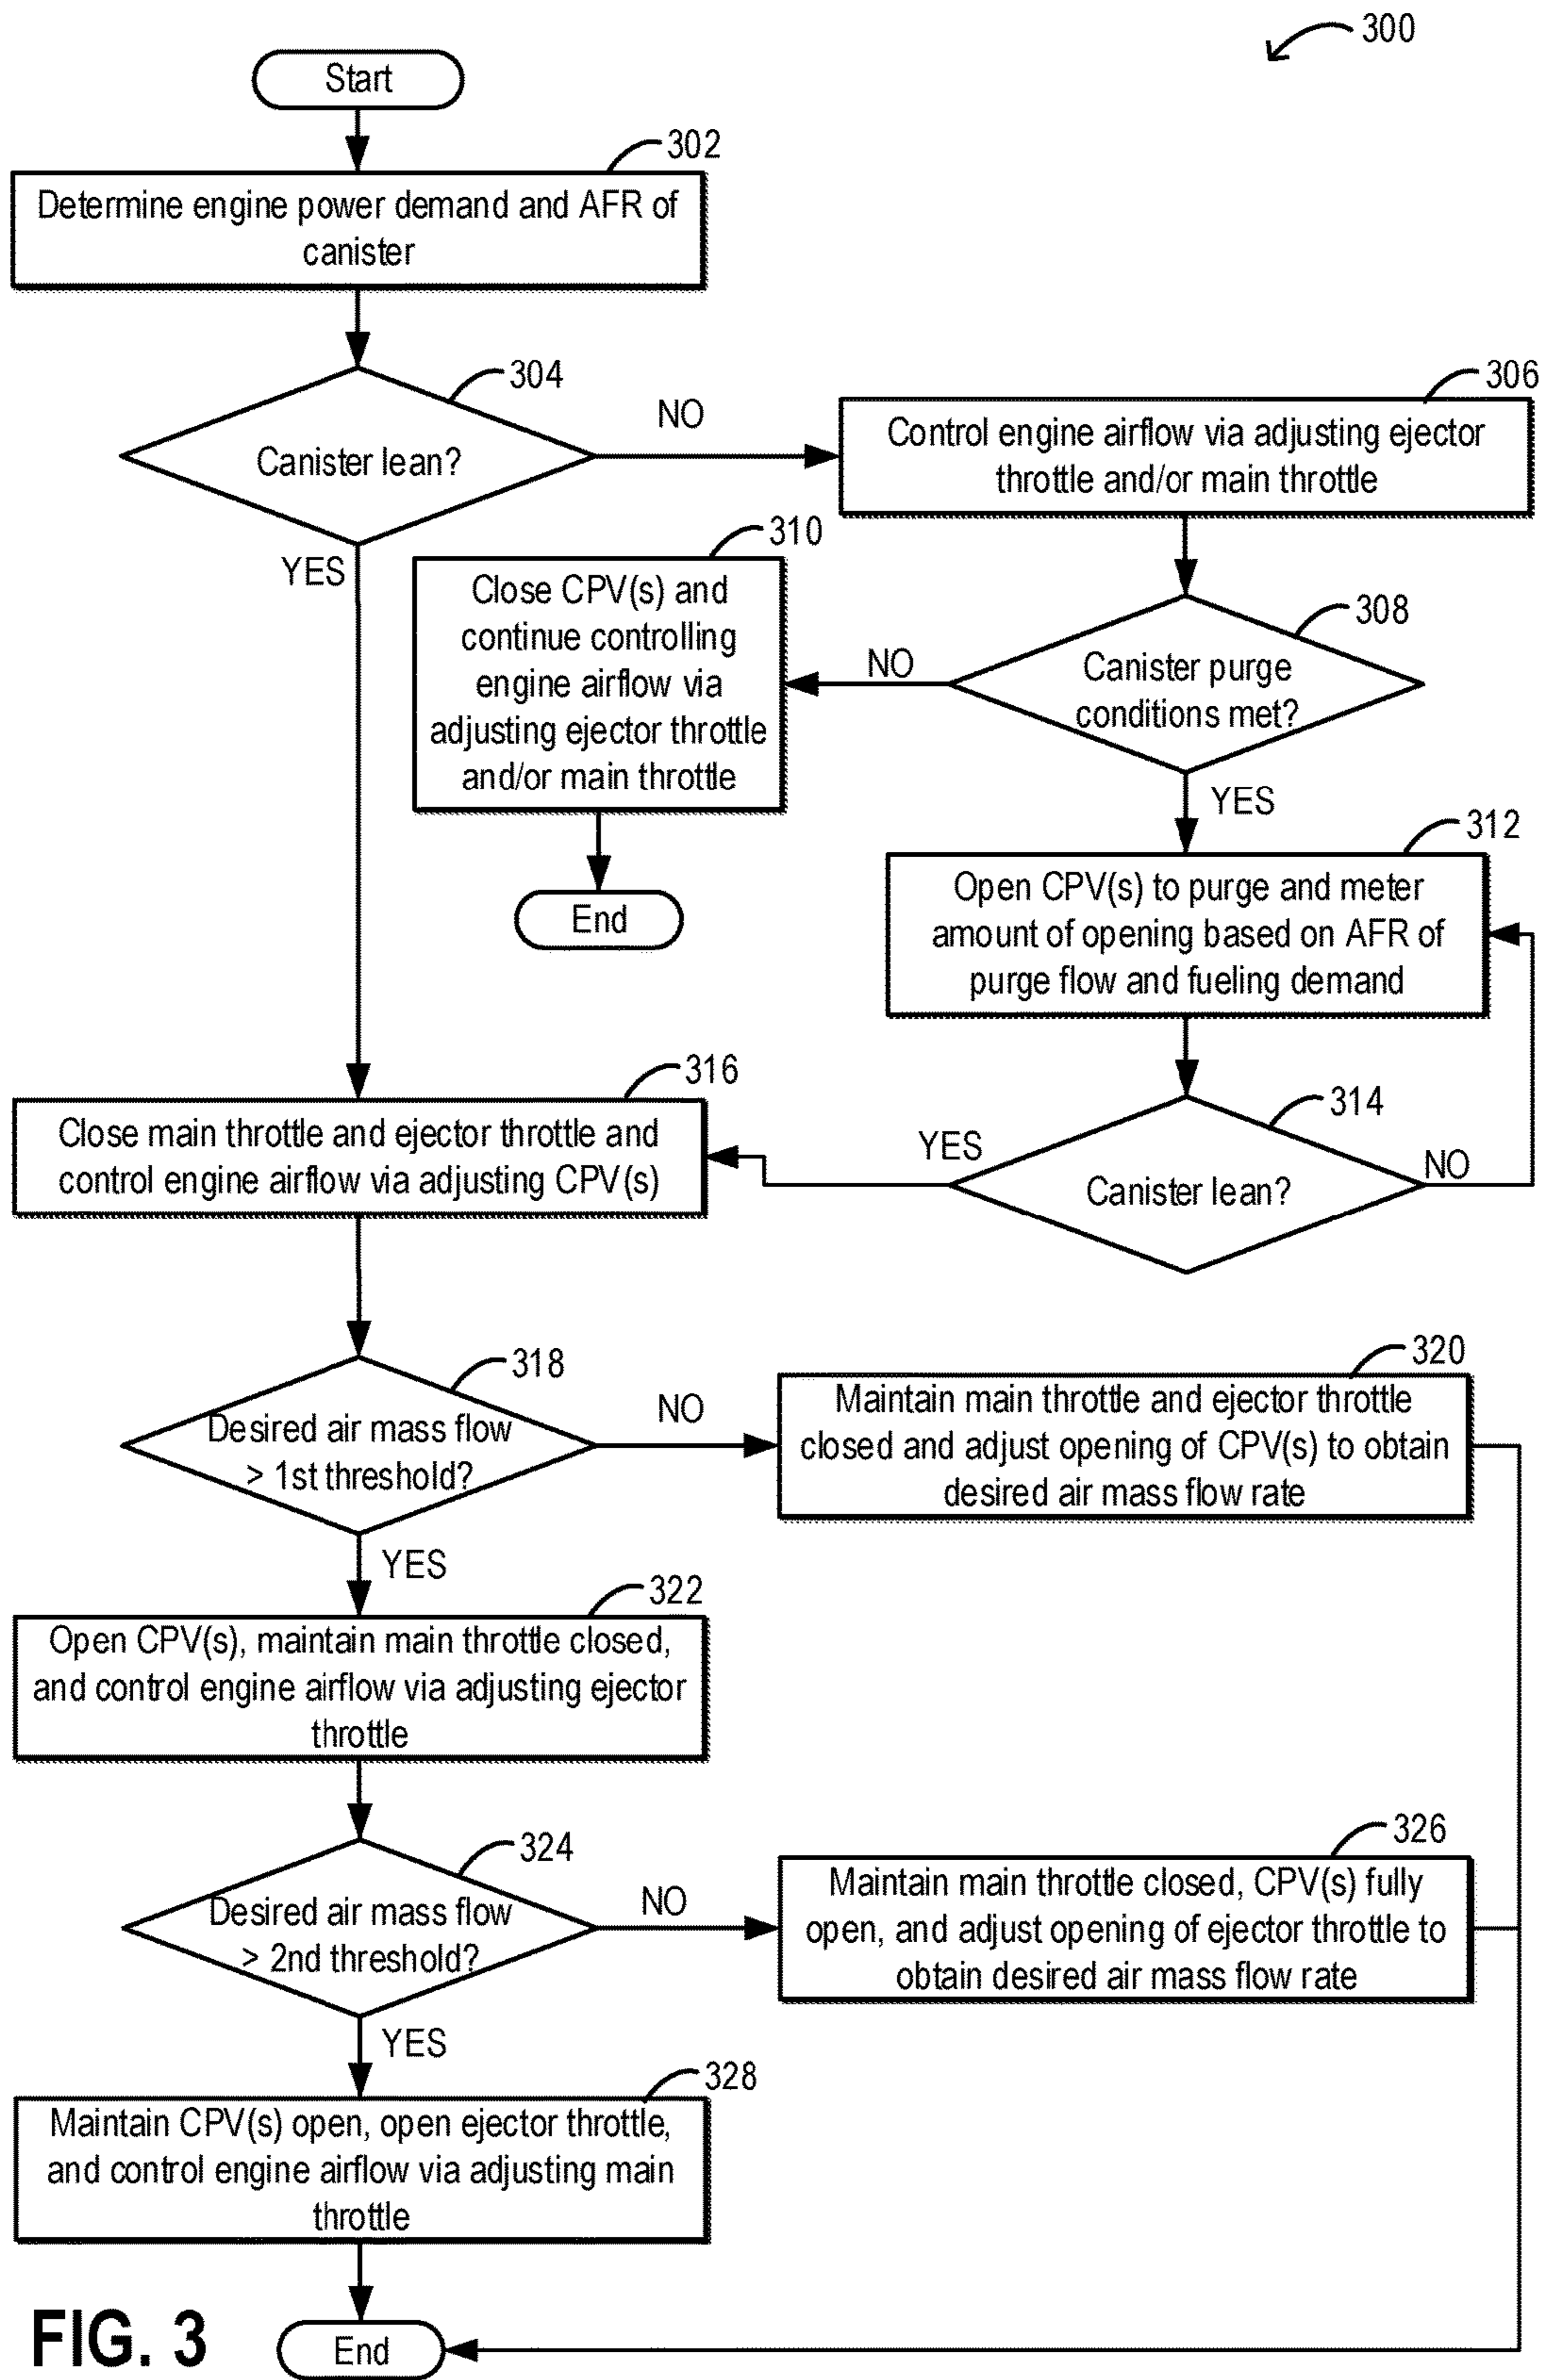 300
Start
302
Determine engine power demand and AFR of
canister
304
Canister lean?
NO
YES
306
Control engine airflow via adjusting ejector
throttle and/or main throttle
308
Canister purge
conditions met?
NO
YES
310
Close CPV(s) and
continue controlling
engine airflow via
adjusting ejector throttle
and/or main throttle
End
312
Open CPV(s) to purge and meter
amount of opening based on AFR of
purge flow and fueling demand
314
Canister lean?
YES
NO
316
Close main throttle and ejector throttle and
control engine airflow via adjusting CPV(s)
318
Desired air mass flow
> 1st threshold?
NO
YES
320
Maintain main throttle and ejector throttle
closed and adjust opening of CPV(s) to obtain
desired air mass flow rate
322
Open CPV(s), maintain main throttle closed,
and control engine airflow via adjusting ejector
throttle
324
Desired air mass flow
> 2nd threshold?
NO
YES
326
Maintain main throttle closed, CPV(s) fully
open, and adjust opening of ejector throttle to
obtain desired air mass flow rate
328
Maintain CPV(s) open, open ejector throttle,
and control engine airflow via adjusting main
throttle
End
FIG. 3